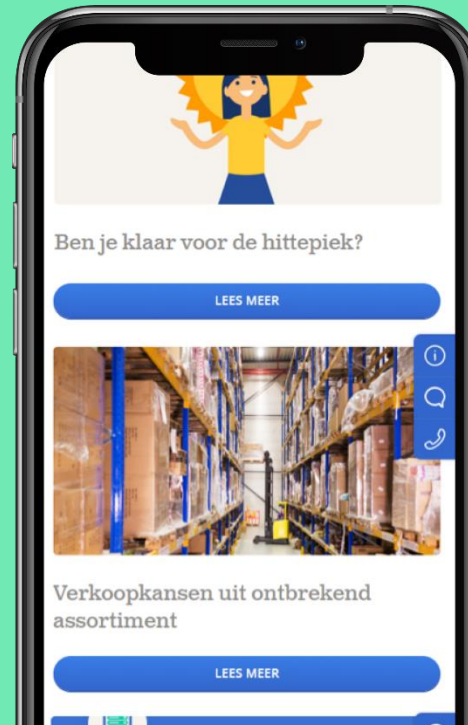 Ben je klaar voor de hittepiek?
LEES MEER
Verkoopkansen uit ontbrekend
assortiment
LEES MEER